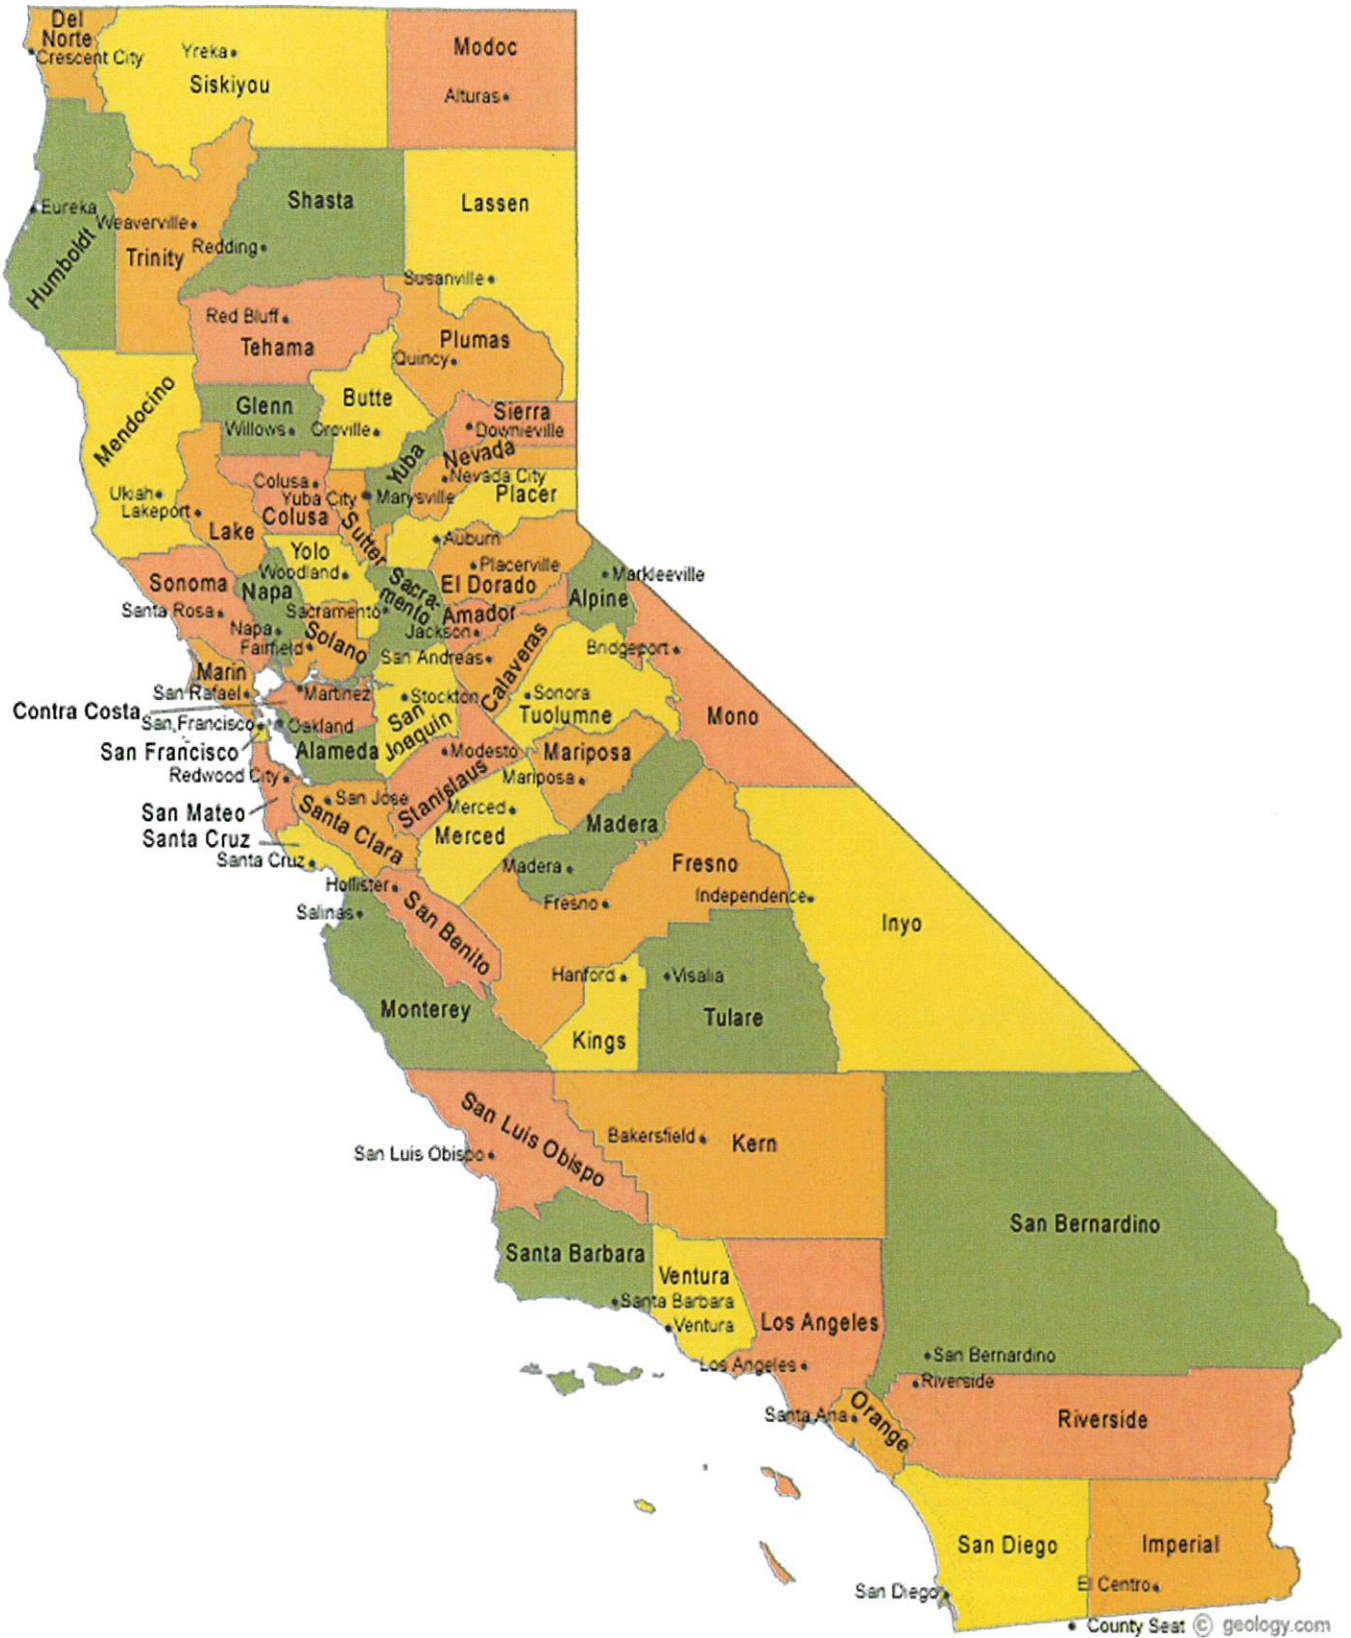 Del
Norte
Crescent City
Yreka
Siskiyou
Modoc
Alturas
Eureka
Humboldt
Weaverville
Trinity
Shasta
Redding
Lassen
Susanville
Red Bluff
Tehama
Plumas
Quincy
Mendocino
Ukiah
Glenn
Willows
Butte
Oroville
Sierra
Downieville
Yuba
Marysville
Nevada
Nevada City
Placer
Auburn
Lakeport
Lake
Colusa
Colusa
Yuba City
Sutter
Yolo
Woodland
Sonoma
Santa Rosa
Napa
Napa
Sacramento
Sacra-
mento
El Dorado
Placerville
Alpine
Markleeville
Amador
Jackson
Solano
Fairfield
San Andreas
Calaveras
Bridgeport
Mono
Marin
San Rafael
Martinez
Contra Costa
Stockton
San
Joaquin
Sonora
Tuolumne
San Francisco
San Francisco
Oakland
Alameda
Modesto
Stanislaus
Mariposa
Mariposa
Redwood City
San Mateo
San Jose
Santa Clara
Merced
Merced
Madera
Madera
Santa Cruz
Santa Cruz
Hollister
San Benito
Salinas
Monterey
Fresno
Fresno
Independence
Inyo
Hanford
Kings
Visalia
Tulare
San Luis Obispo
San Luis Obispo
Bakersfield
Kern
San Bernardino
San Bernardino
Santa Barbara
Santa Barbara
Ventura
Ventura
Los Angeles
Los Angeles
Riverside
Riverside
Santa Ana
Orange
San Diego
San Diego
Imperial
El Centro
• County Seat © geology.com